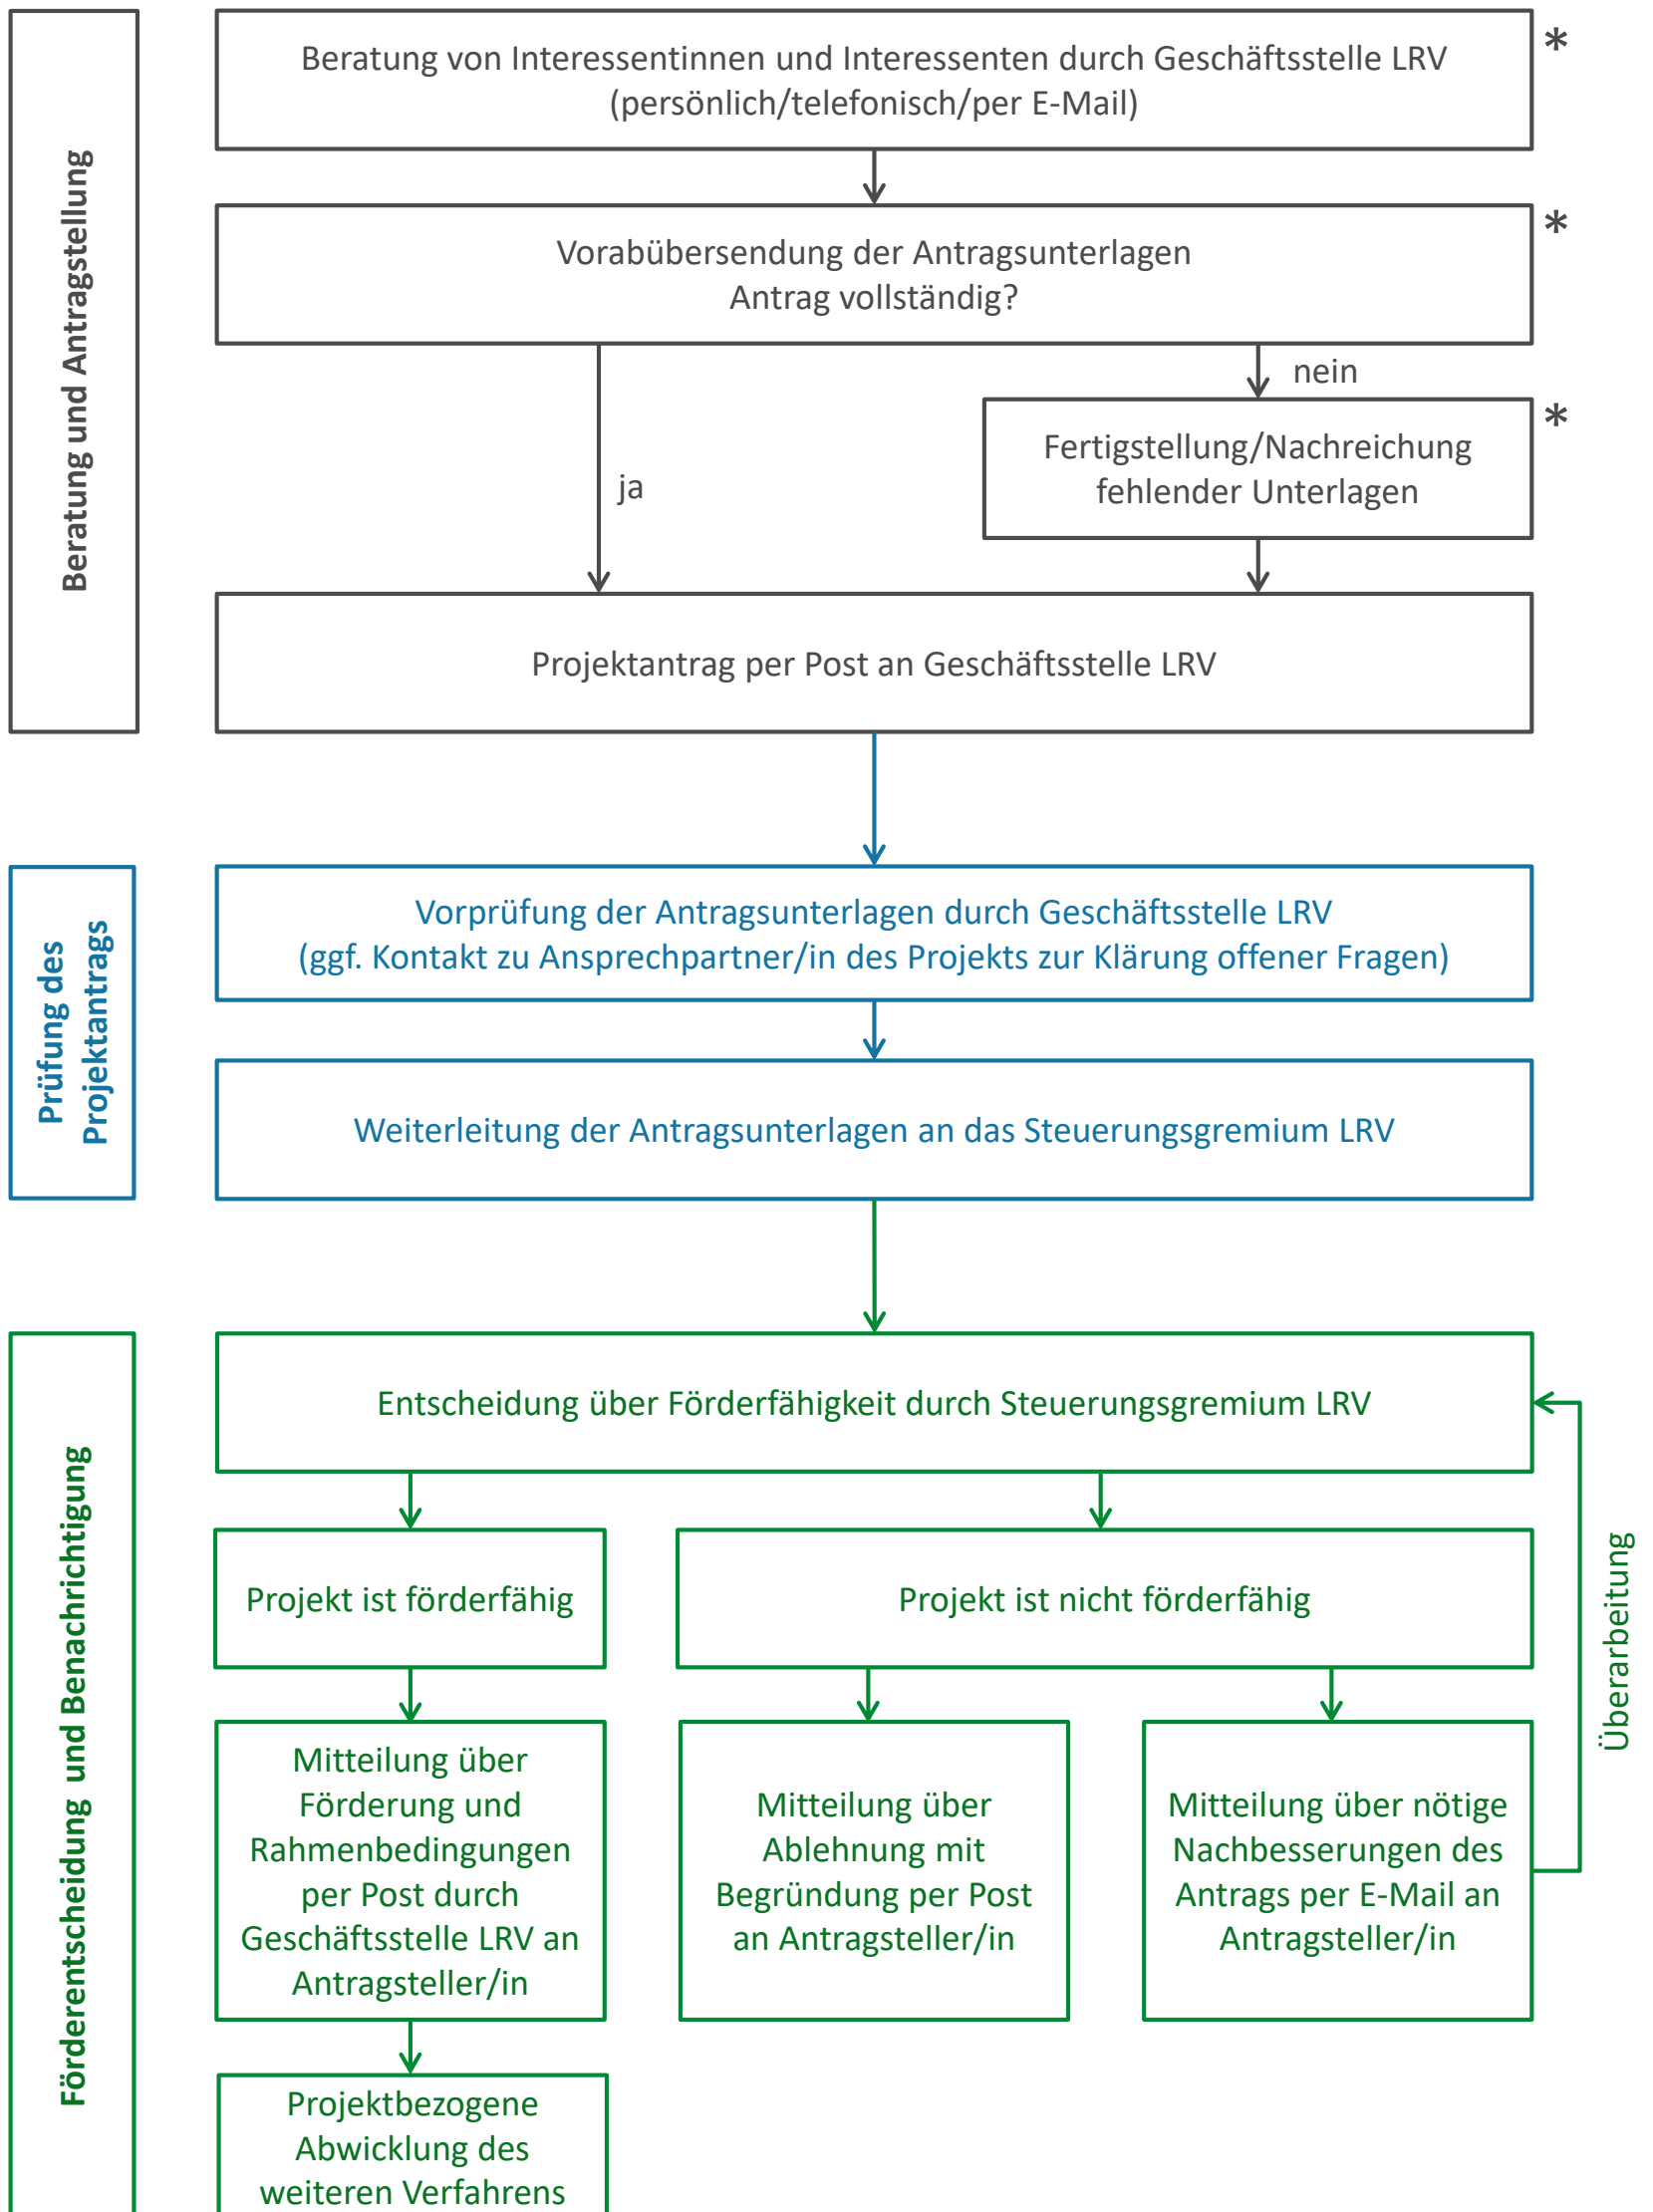 Beratung und Antragstellung
Beratung von Interessentinnen und Interessenten durch Geschäftsstelle LRV
(persönlich/telefonisch/per E-Mail)
*
Vorabübersendung der Antragsunterlagen
Antrag vollständig?
*
nein
ja
Fertigstellung/Nachreichung
fehlender Unterlagen
*
Projektantrag per Post an Geschäftsstelle LRV
Prüfung des
Projektantrags
Vorprüfung der Antragsunterlagen durch Geschäftsstelle LRV
(ggf. Kontakt zu Ansprechpartner/in des Projekts zur Klärung offener Fragen)
Weiterleitung der Antragsunterlagen an das Steuerungsgremium LRV
Förderentscheidung und Benachrichtigung
Entscheidung über Förderfähigkeit durch Steuerungsgremium LRV
Projekt ist förderfähig
Projekt ist nicht förderfähig
Überarbeitung
Mitteilung über
Förderung und
Rahmenbedingungen
per Post durch
Geschäftsstelle LRV an
Antragsteller/in
Mitteilung über
Ablehnung mit
Begründung per Post
an Antragsteller/in
Mitteilung über nötige
Nachbesserungen des
Antrags per E-Mail an
Antragsteller/in
Projektbezogene
Abwicklung des
weiteren Verfahrens